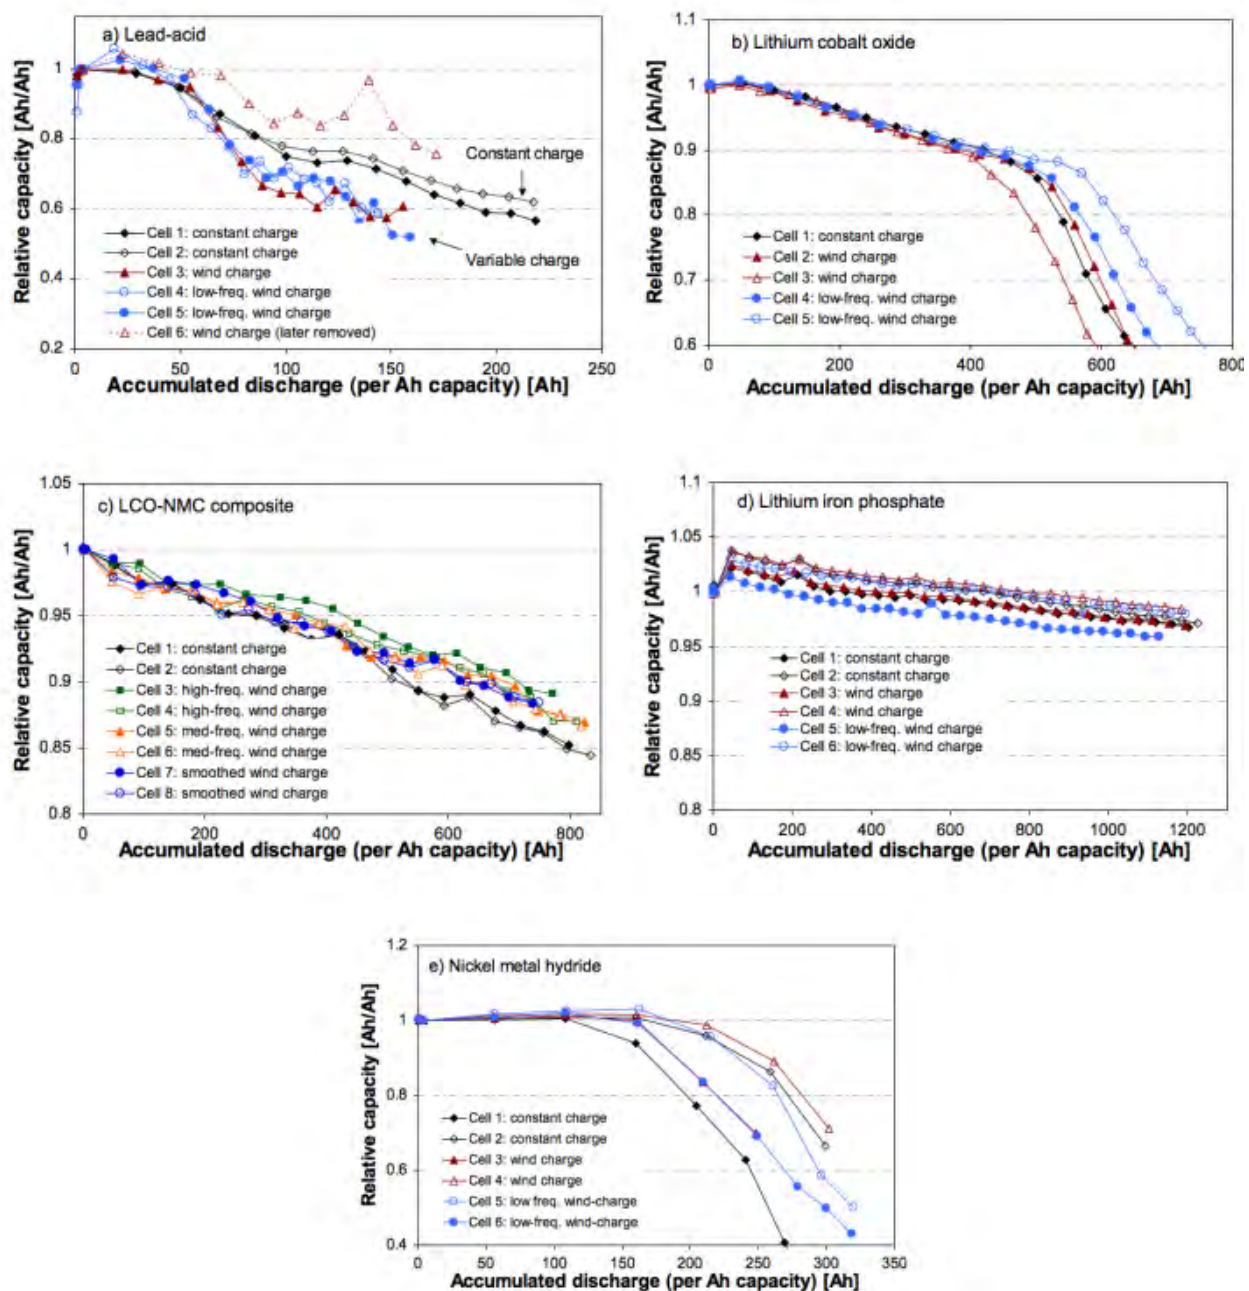 a) Lead-acid
Relative capacity [Ah/Ah]
1
0.8
0.6
0.4
0.2
Constant charge
Variable charge
Cell 1: constant charge
Cell 2: constant charge
Cell 3: wind charge
Cell 4: low-freq. wind charge
Cell 5: low-freq. wind charge
Cell 6: wind charge (later removed)
0 50 100 150 200 250
Accumulated discharge (per Ah capacity) [Ah]
b) Lithium cobalt oxide
Relative capacity [Ah/Ah]
1.1
1
0.9
0.8
0.7
0.6
Cell 1: constant charge
Cell 2: wind charge
Cell 3: wind charge
Cell 4: low-freq. wind charge
Cell 5: low-freq. wind charge
0 200 400 600 800
Accumulated discharge (per Ah capacity) [Ah]
c) LCO-NMC composite
Relative capacity [Ah/Ah]
1.05
1
0.95
0.9
0.85
0.8
Cell 1: constant charge
Cell 2: constant charge
Cell 3: high-freq. wind charge
Cell 4: high-freq. wind charge
Cell 5: med-freq. wind charge
Cell 6: med-freq. wind charge
Cell 7: smoothed wind charge
Cell 8: smoothed wind charge
0 200 400 600 800
Accumulated discharge (per Ah capacity) [Ah]
d) Lithium iron phosphate
Relative capacity [Ah/Ah]
1.1
1.05
1
0.95
0.9
0.85
0.8
Cell 1: constant charge
Cell 2: constant charge
Cell 3: wind charge
Cell 4: wind charge
Cell 5: low-freq. wind charge
Cell 6: low-freq. wind charge
0 200 400 600 800 1000 1200
Accumulated discharge (per Ah capacity) [Ah]
e) Nickel metal hydride
Relative capacity [Ah/Ah]
1.2
1
0.8
0.6
0.4
Cell 1: constant charge
Cell 2: constant charge
Cell 3: wind charge
Cell 4: wind charge
Cell 5: low freq. wind-charge
Cell 6: low-freq. wind-charge
0 50 100 150 200 250 300 350
Accumulated discharge (per Ah capacity) [Ah]